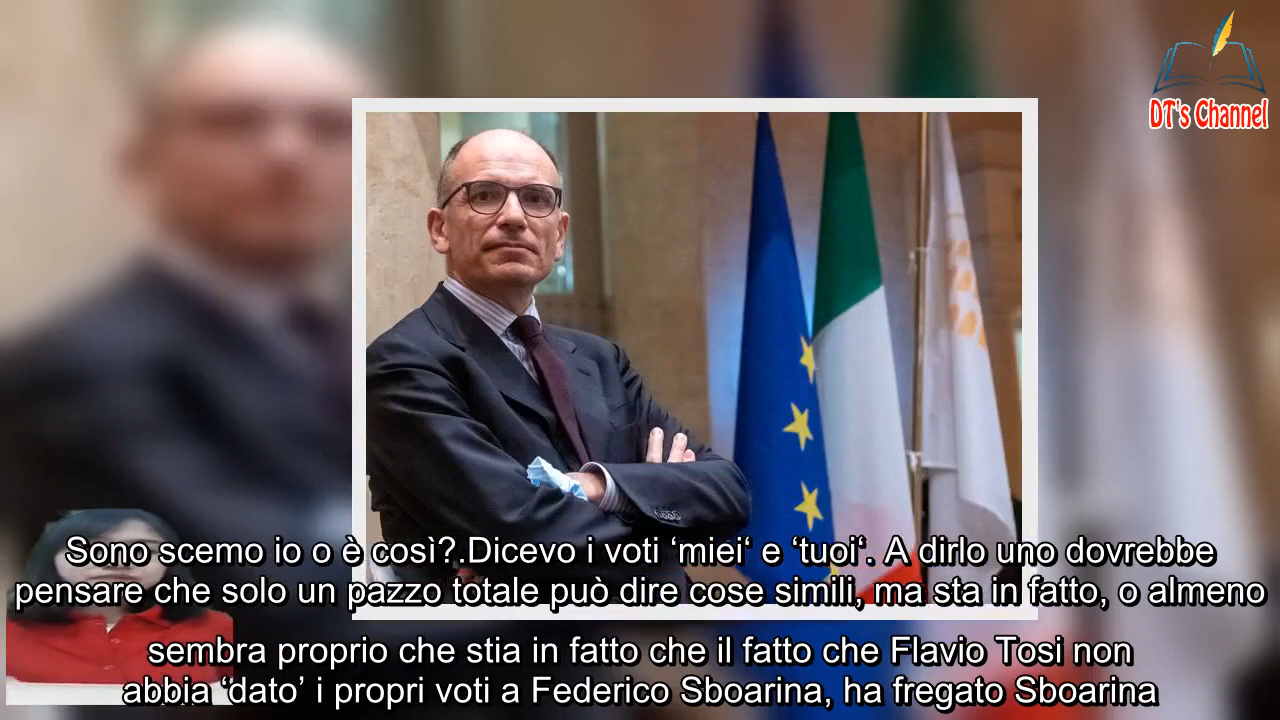 DT's Channel
Sono scemo io o è così?.Dicevo i voti ‘miei‘ e ‘tuoi‘. A dirlo uno dovrebbe
pensare che solo un pazzo totale può dire cose simili, ma sta in fatto, o almeno
sembra proprio che stia in fatto che il fatto che Flavio Tosi non
abbia ‘dato’ i propri voti a Federico Sboarina, ha fregato Sboarina